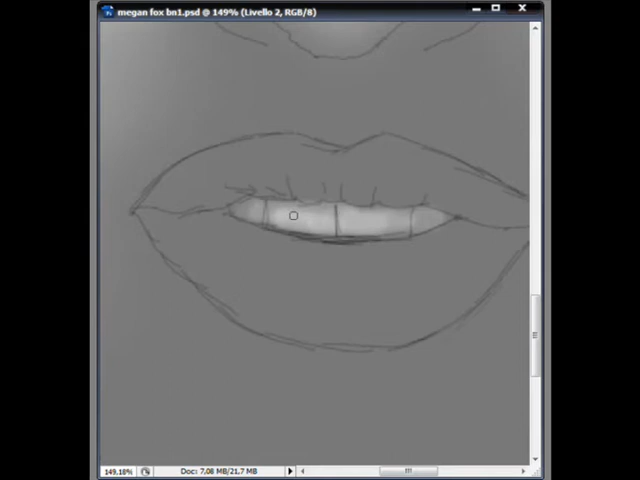 megan fox bn1.psd @ 149% (Livello 2, RGB/8)
149.18% Doc: 7,08 MB/21,7 MB